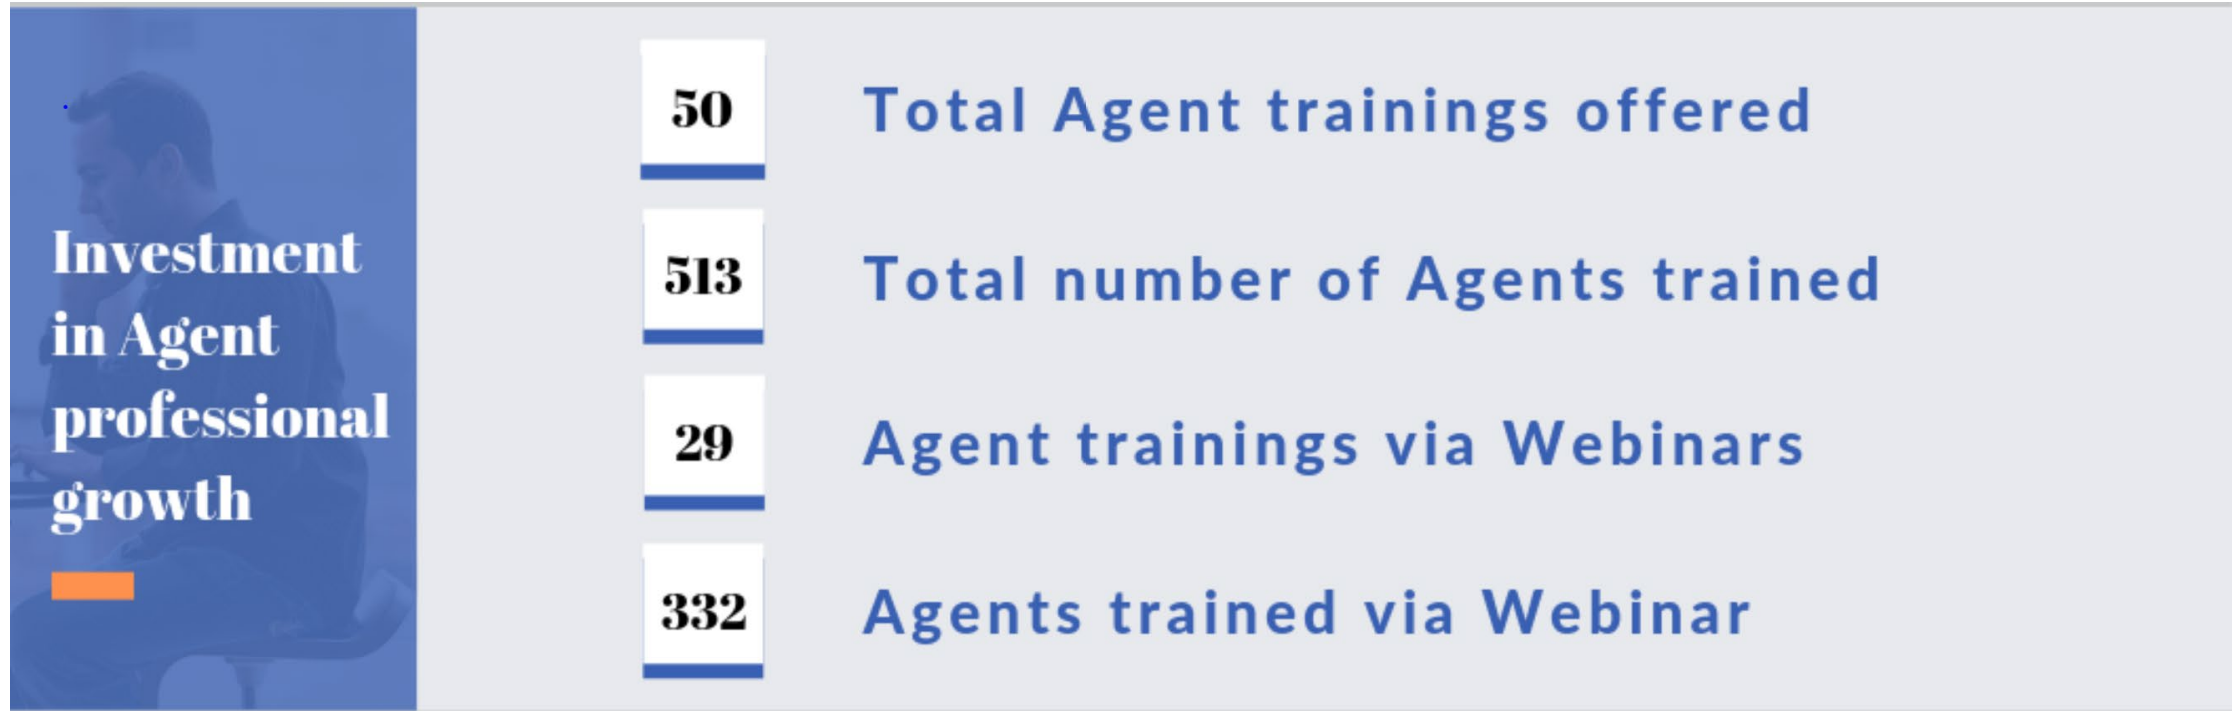 Investment
in Agent
professional
growth
50 Total Agent trainings offered
513 Total number of Agents trained
29 Agent trainings via Webinars
332 Agents trained via Webinar